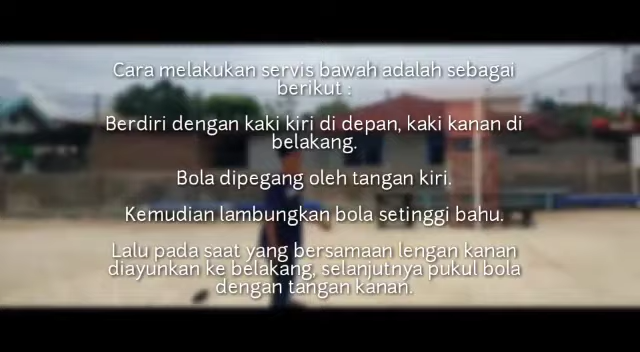 Cara melakukan servis bawah adalah sebagai
berikut :
Berdiri dengan kaki kiri di depan, kaki kanan di
belakang.
Bola dipegang oleh tangan kiri.
Kemudian lambungkan bola setinggi bahu.
Lalu pada saat yang bersamaan lengan kanan
diayunkan ke belakang, selanjutnya pukul bola
dengan tangan kanan.